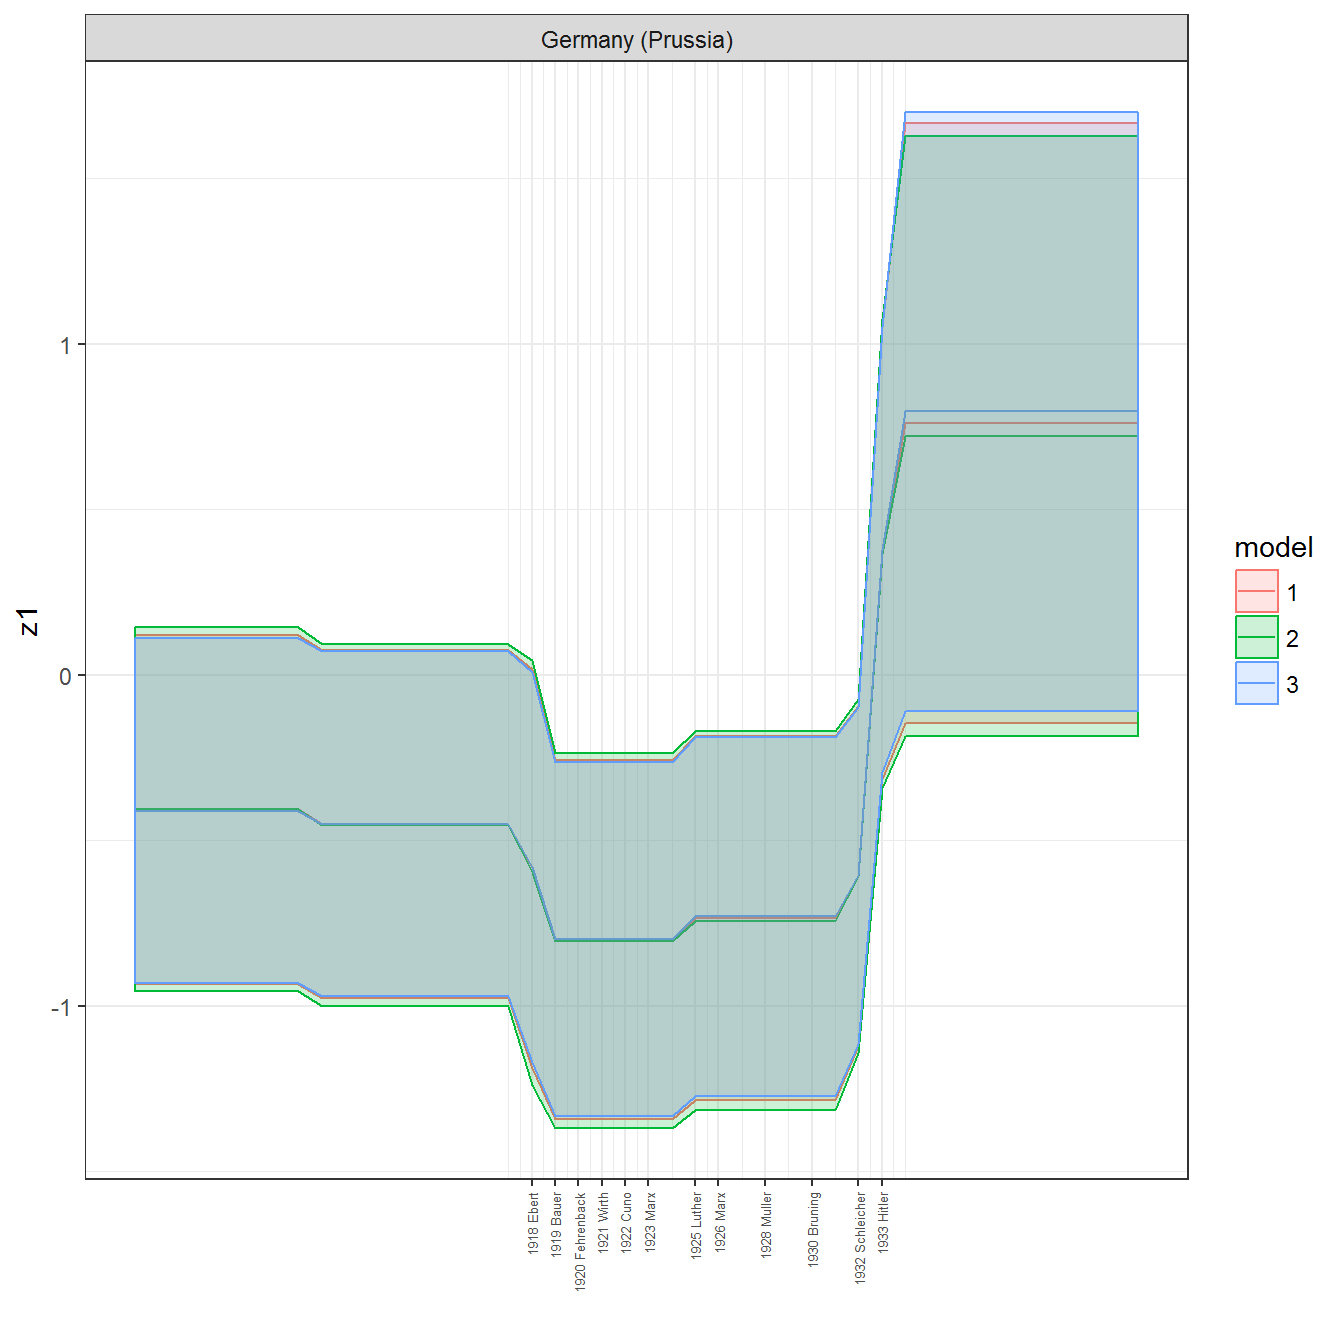 Germany (Prussia)
z1
1
0
-1
model
1
2
3
1918 Ebert
1919 Bauer
1920 Fehrenback
1921 Wirth
1922 Cuno
1923 Marx
1925 Luther
1926 Marx
1928 Muller
1930 Bruning
1932 Schleicher
1933 Hitler